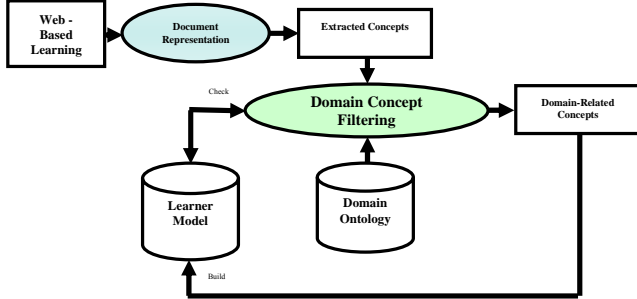 Web -
Based
Learning
Document
Representation
Extracted Concepts
Check
Domain Concept
Filtering
Domain-Related
Concepts
Learner
Model
Domain
Ontology
Build